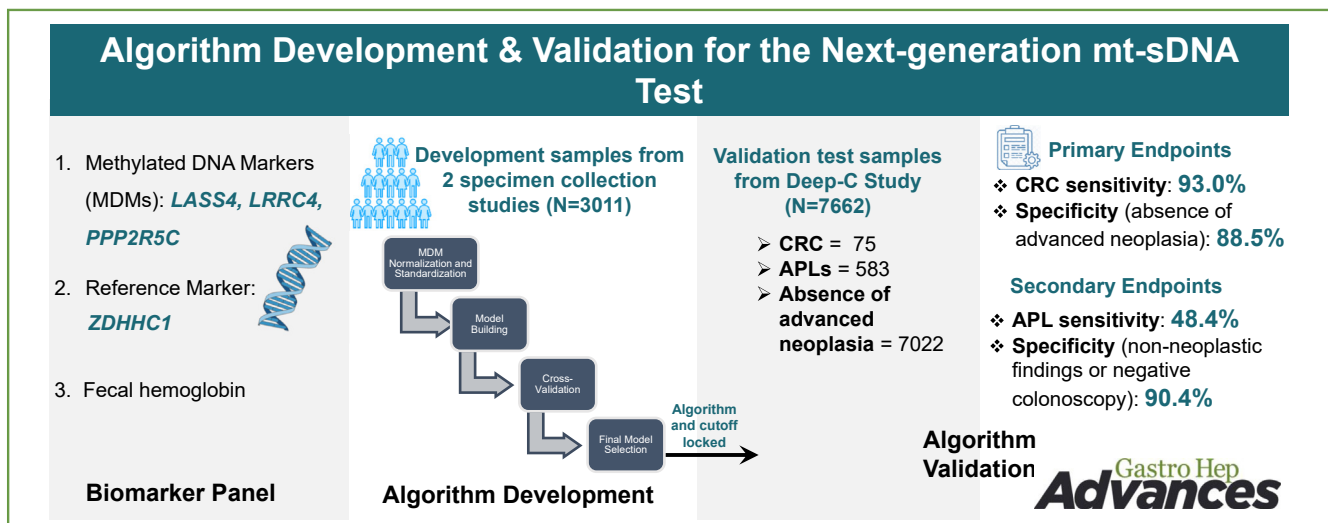 Algorithm Development & Validation for the Next-generation mt-sDNA
Test
1. Methylated DNA Markers
(MDMs): LASS4, LRRC4,
PPP2R5C
2. Reference Marker:
ZDHHC1
3. Fecal hemoglobin
Biomarker Panel
Development samples from
2 specimen collection
studies (N=3011)
MDM
Normalization and
Standardization
Model
Building
Cross-
Validation
Final Model
Selection
Algorithm
and cutoff
locked
Algorithm Development
Validation test samples
from Deep-C Study
(N=7662)
➢ CRC = 75
➢ APLs = 583
➢ Absence of
advanced
neoplasia = 7022
Algorithm
Validation
Primary Endpoints
❖ CRC sensitivity: 93.0%
❖ Specificity (absence of
advanced neoplasia): 88.5%
Secondary Endpoints
❖ APL sensitivity: 48.4%
❖ Specificity (non-neoplastic
findings or negative
colonoscopy): 90.4%
Gastro Hep
Advances